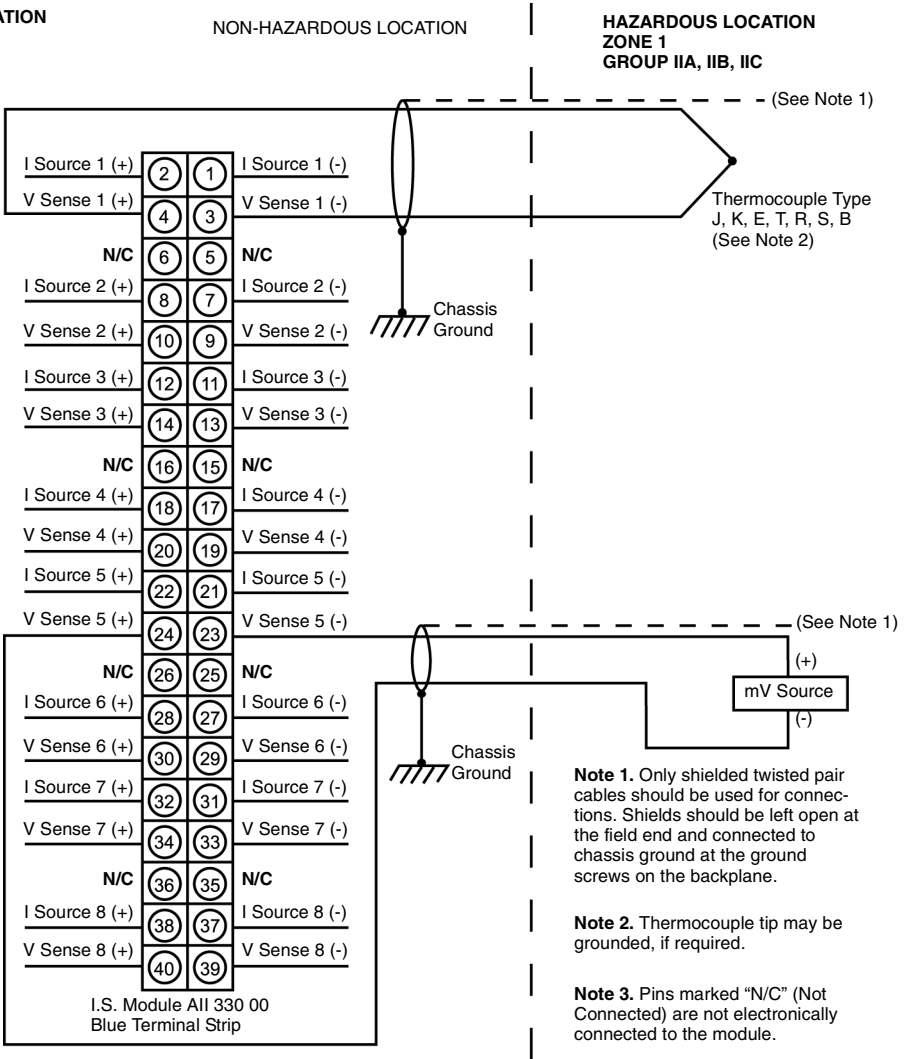 ATION
NON-HAZARDOUS LOCATION
HAZARDOUS LOCATION
ZONE 1
GROUP IIA, IIB, IIC
(See Note 1)
I Source 1 (+) 2 1 I Source 1 (-)
V Sense 1 (+) 4 3 V Sense 1 (-)
Thermocouple Type
J, K, E, T, R, S, B
(See Note 2)
N/C 6 5 N/C
I Source 2 (+) 8 7 I Source 2 (-)
Chassis
Ground
V Sense 2 (+) 10 9 V Sense 2 (-)
I Source 3 (+) 12 11 I Source 3 (-)
V Sense 3 (+) 14 13 V Sense 3 (-)
N/C 16 15 N/C
I Source 4 (+) 18 17 I Source 4 (-)
V Sense 4 (+) 20 19 V Sense 4 (-)
I Source 5 (+) 22 21 I Source 5 (-)
V Sense 5 (+) 24 23 V Sense 5 (-)
(See Note 1)
N/C 26 25 N/C
(+)
mV Source
(-)
I Source 6 (+) 28 27 I Source 6 (-)
V Sense 6 (+) 30 29 V Sense 6 (-)
Chassis
Ground
I Source 7 (+) 32 31 I Source 7 (-)
V Sense 7 (+) 34 33 V Sense 7 (-)
N/C 36 35 N/C
I Source 8 (+) 38 37 I Source 8 (-)
V Sense 8 (+) 40 39 V Sense 8 (-)
I.S. Module AII 330 00
Blue Terminal Strip
Note 1. Only shielded twisted pair
cables should be used for connec-
tions. Shields should be left open at
the field end and connected to
chassis ground at the ground
screws on the backplane.
Note 2. Thermocouple tip may be
grounded, if required.
Note 3. Pins marked “N/C” (Not
Connected) are not electronically
connected to the module.